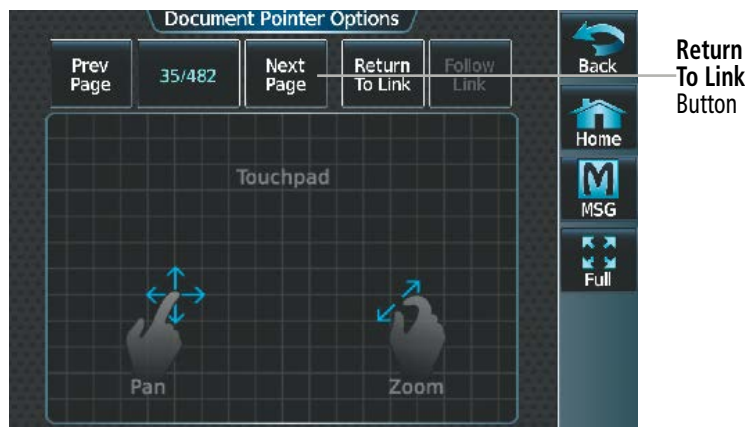 Document Pointer Options
Prev
Page
35/482
Next
Page
Return
To Link
Follow
Link
Back
Home
MSG
Full
Touchpad
Pan
Zoom
Return
To Link
Button